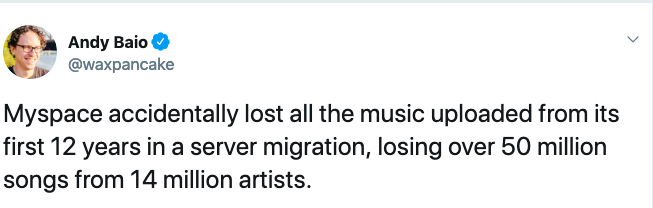 Andy Baio
@waxpancake
Myspace accidentally lost all the music uploaded from its
first 12 years in a server migration, losing over 50 million
songs from 14 million artists.